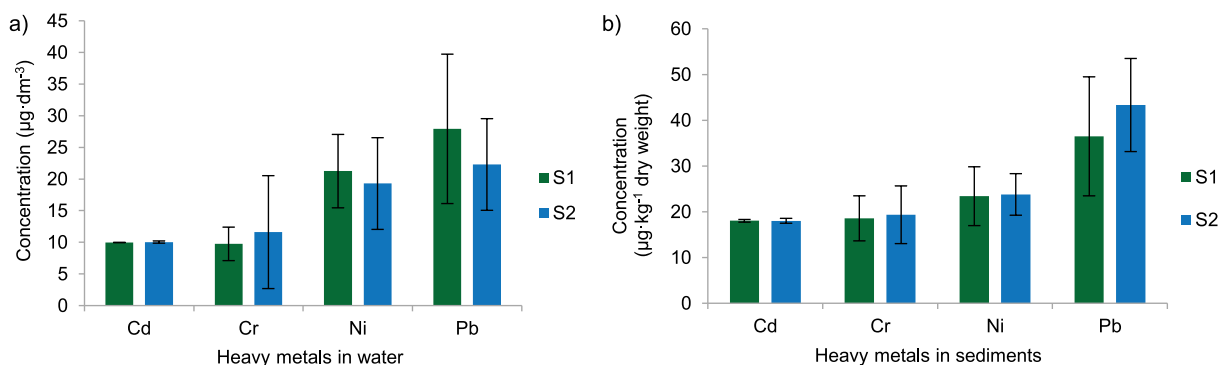 a)
Concentration (µg·dm⁻³)
45
40
35
30
25
20
15
10
5
0
Cd Cr Ni Pb
Heavy metals in water
S1
S2
b)
Concentration
(µg·kg⁻¹ dry weight)
60
50
40
30
20
10
0
Cd Cr Ni Pb
Heavy metals in sediments
S1
S2